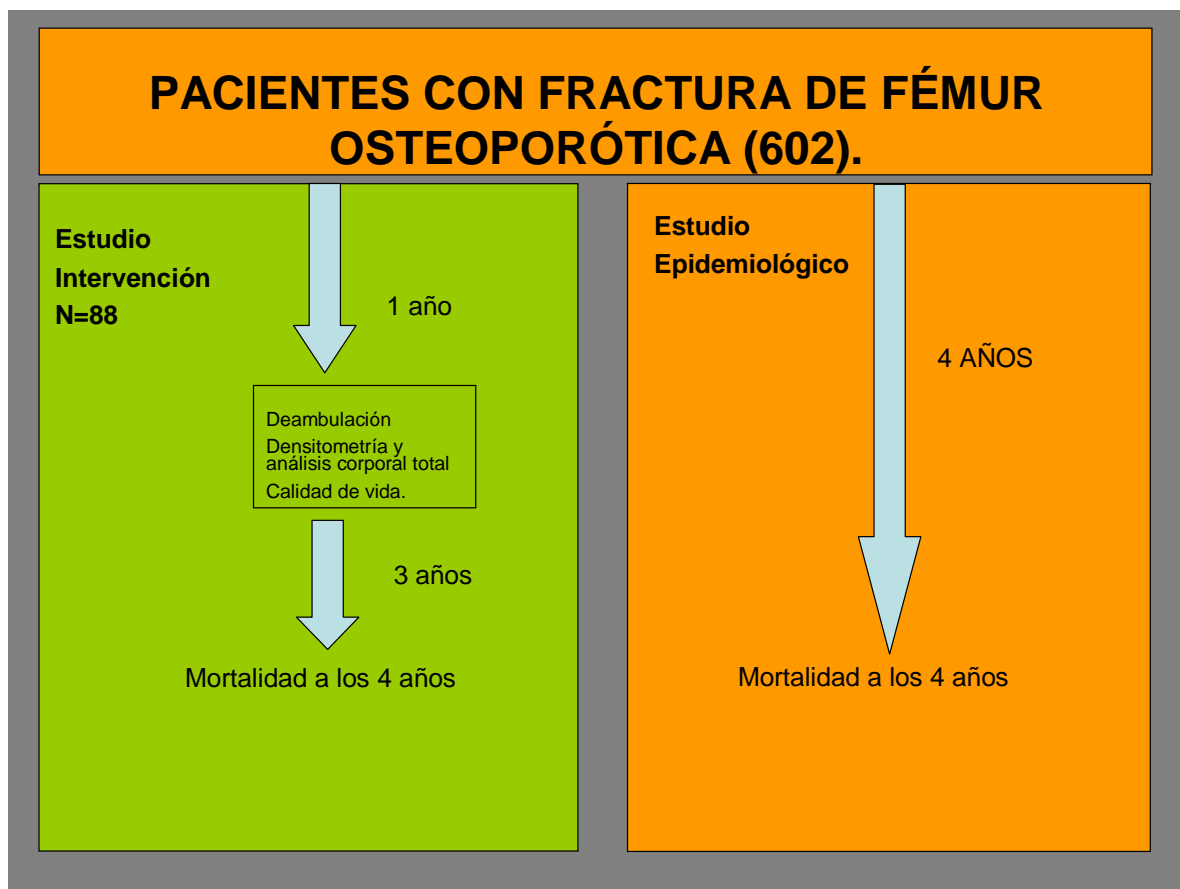 PACIENTES CON FRACTURA DE FÉMUR
OSTEOPORÓTICA (602).
Estudio
Intervención
N=88
1 año
Deambulación
Densitometría y
análisis corporal total
Calidad de vida.
3 años
Mortalidad a los 4 años
Estudio
Epidemiológico
4 AÑOS
Mortalidad a los 4 años